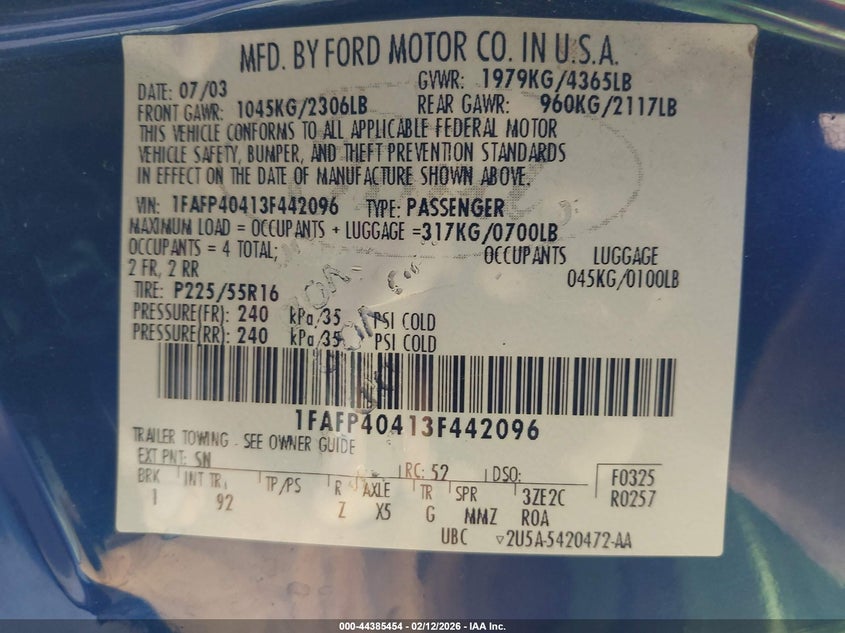 MFD. BY FORD MOTOR CO. IN U.S.A.
DATE: 07/03 GVWR: 1979KG/4365LB
FRONT GAWR: 1045KG/2306LB REAR GAWR: 960KG/2117LB
THIS VEHICLE CONFORMS TO ALL APPLICABLE FEDERAL MOTOR
VEHICLE SAFETY, BUMPER, AND THEFT PREVENTION STANDARDS
IN EFFECT ON THE DATE OF MANUFACTURE SHOWN ABOVE.
VIN: 1FAFP40413F442096 TYPE: PASSENGER
MAXIMUM LOAD = OCCUPANTS + LUGGAGE =317KG/0700LB
OCCUPANTS = 4 TOTAL; OCCUPANTS LUGGAGE
2 FR, 2 RR 045KG/0100LB
TIRE: P225/55R16
PRESSURE(FR): 240 kPa/35 PSI COLD
PRESSURE(RR): 240 kPa/35 PSI COLD
1FAFP40413F442096
TRAILER TOWING - SEE OWNER GUIDE
EXT PNT: SN RC: 52 DSO: F0325
BRK INT TR TP/PS R AXLE TR SPR 3ZE2C R0257
1 92 Z X5 G MMZ ROA
UBC ▽2U5A-5420472-AA
000-44385454 - 02/12/2026 - IAA Inc.